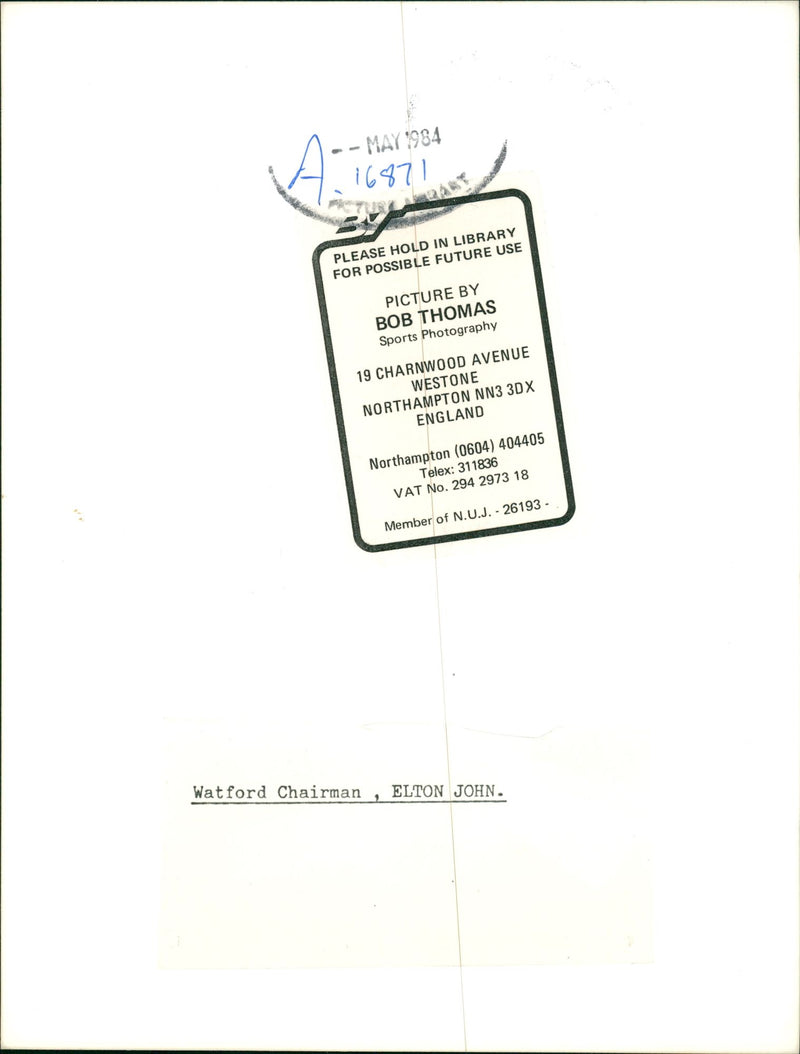 -- MAY 1984
A. 16871
PICTURE LIBRARY
PLEASE HOLD IN LIBRARY
FOR POSSIBLE FUTURE USE
PICTURE BY
BOB THOMAS
Sports Photography
19 CHARNWOOD AVENUE
WESTONE
NORTHAMPTON NN3 3DX
ENGLAND
Northampton (0604) 404405
Telex: 311836
VAT No. 294 2973 18
Member of N.U.J. - 26193 -
Watford Chairman , ELTON JOHN.